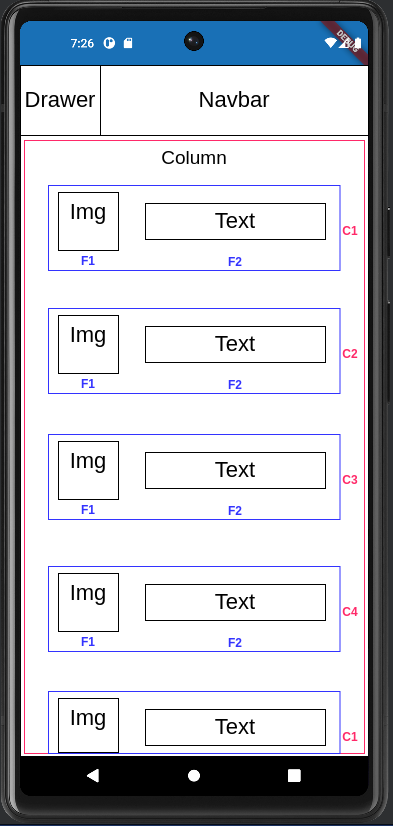 7:26
DEBUG
Drawer Navbar
Column
Img Text C1
F1 F2
Img Text C2
F1 F2
Img Text C3
F1 F2
Img Text C4
F1 F2
Img Text C1